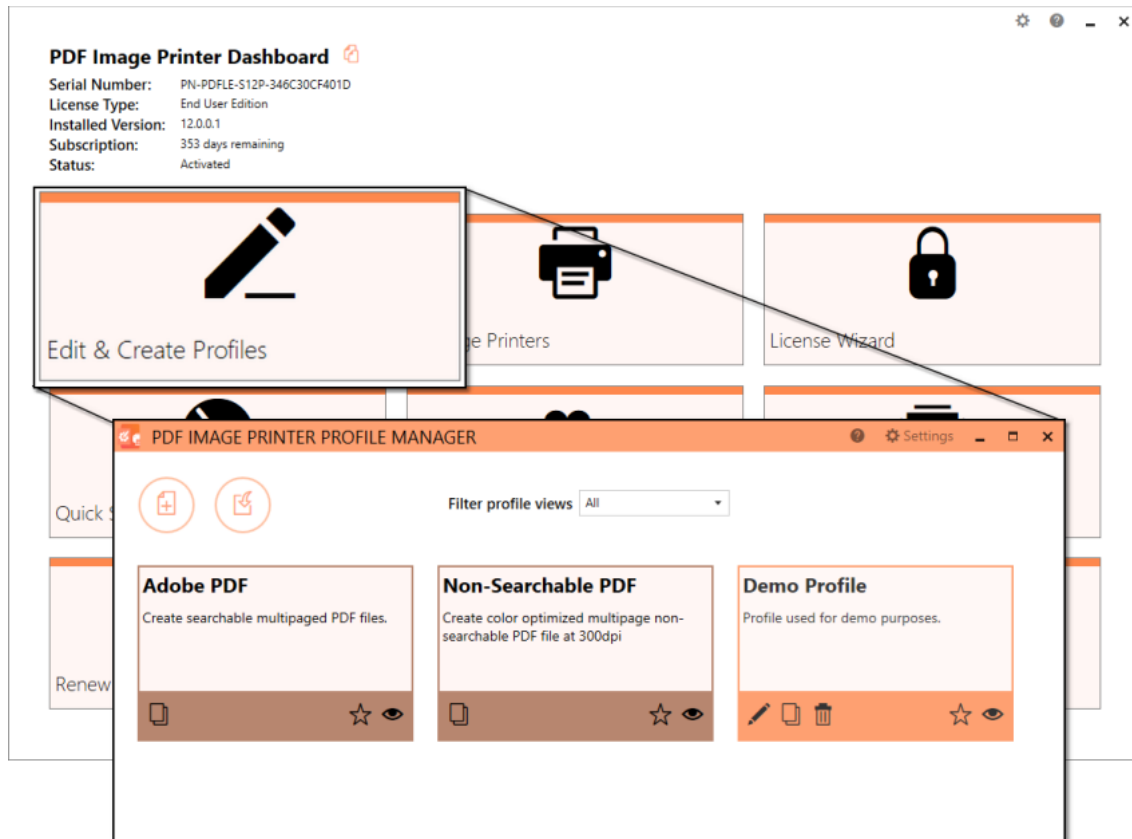 PDF Image Printer Dashboard
Serial Number: PN-PDFLE-S12P-346C30CF401D
License Type: End User Edition
Installed Version: 12.0.0.1
Subscription: 353 days remaining
Status: Activated
Edit & Create Profiles
Printers
License Wizard
Quick
Renew
PDF IMAGE PRINTER PROFILE MANAGER
Settings
Filter profile views All
Adobe PDF
Create searchable multipaged PDF files.
Non-Searchable PDF
Create color optimized multipage non-
searchable PDF file at 300dpi
Demo Profile
Profile used for demo purposes.